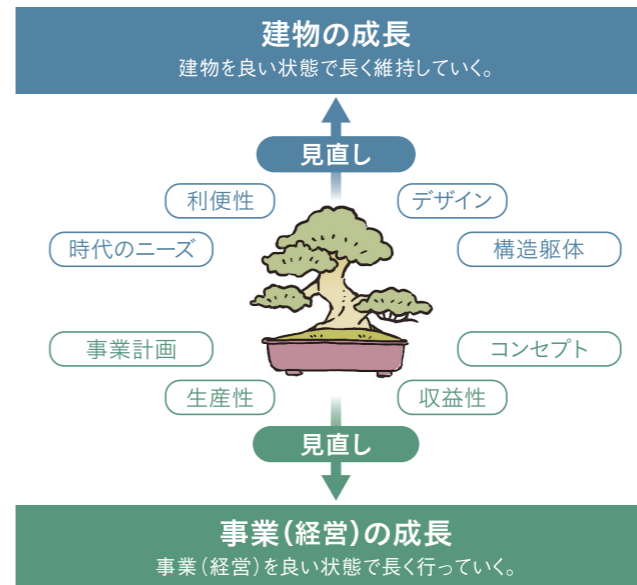 建物の成長
建物を良い状態で長く維持していく。
見直し
利便性
デザイン
時代のニーズ
構造躯体
事業計画
コンセプト
生産性
収益性
見直し
事業(経営)の成長
事業(経営)を良い状態で長く行っていく。